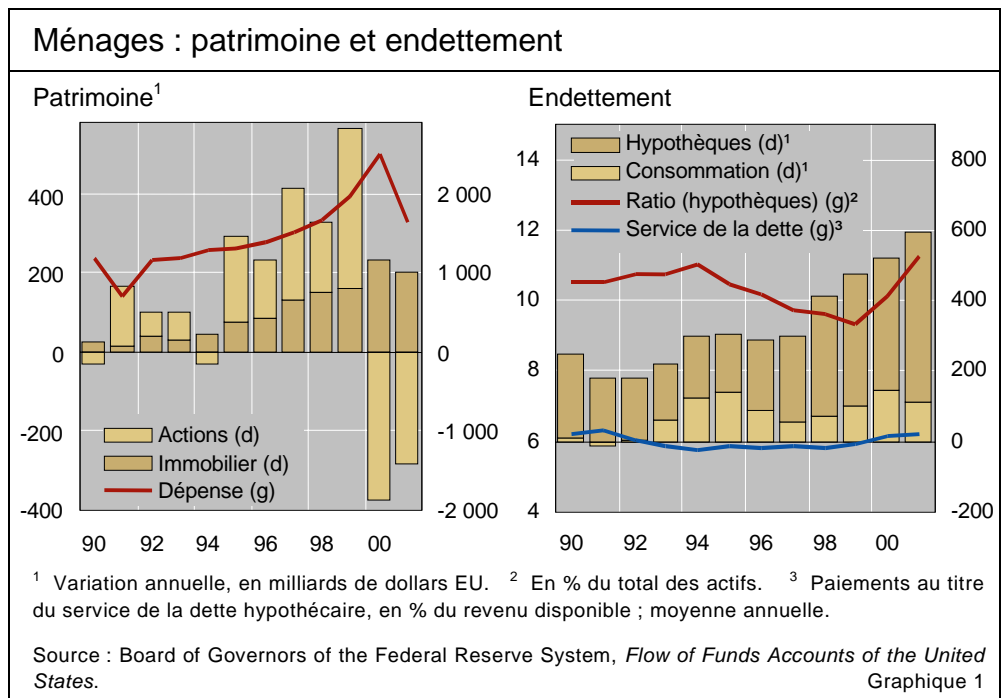 Ménages : patrimoine et endettement
Patrimoine¹
400
200
0
-200
-400
2 000
1 000
0
-1 000
-2 000
Actions (d)
Immobilier (d)
Dépense (g)
90 92 94 96 98 00
Endettement
14
12
10
8
6
4
800
600
400
200
0
-200
Hypothèques (d)¹
Consommation (d)¹
Ratio (hypothèques) (g)²
Service de la dette (g)³
90 92 94 96 98 00
¹ Variation annuelle, en milliards de dollars EU. ² En % du total des actifs. ³ Paiements au titre
du service de la dette hypothécaire, en % du revenu disponible ; moyenne annuelle.
Source : Board of Governors of the Federal Reserve System, Flow of Funds Accounts of the United
States. Graphique 1